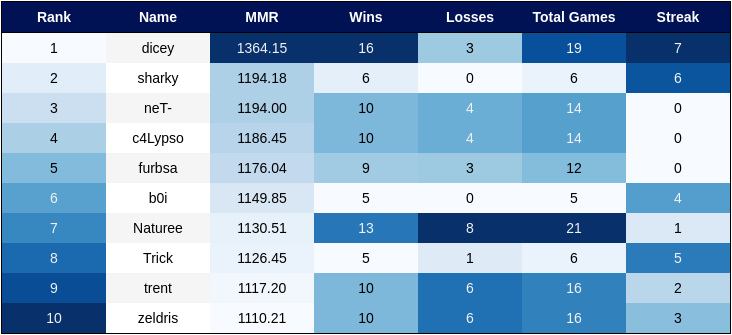 Rank Name MMR Wins Losses Total Games Streak
1 dicey 1364.15 16 3 19 7
2 sharky 1194.18 6 0 6 6
3 neT- 1194.00 10 4 14 0
4 c4Lypso 1186.45 10 4 14 0
5 furbsa 1176.04 9 3 12 0
6 b0i 1149.85 5 0 5 4
7 Naturee 1130.51 13 8 21 1
8 Trick 1126.45 5 1 6 5
9 trent 1117.20 10 6 16 2
10 zeldris 1110.21 10 6 16 3